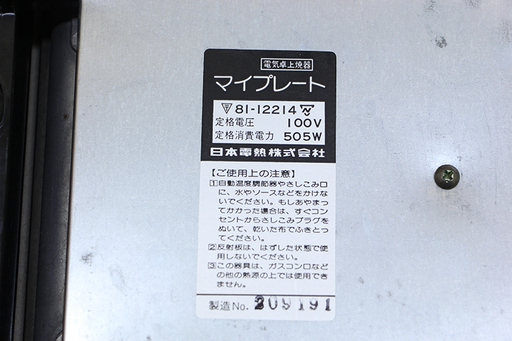 電気卓上焼器
マイプレート
81-12214
定格電圧 100V
定格消費電力 505W
日本電熱株式会社
【ご使用上の注意】
1自動温度調節器やさしこみ口
に、水やソースなどをかけな
いでください。もしあやまっ
てかかった場合は、すぐコン
セントからさしこみプラグを
ぬいて、乾いた布でふきとっ
てください。
2反射板は、はずした状態で使
用しないでください。
3この器具は、ガスコンロなど
の他の熱源の上では使用でき
ません。
製造No. 209191